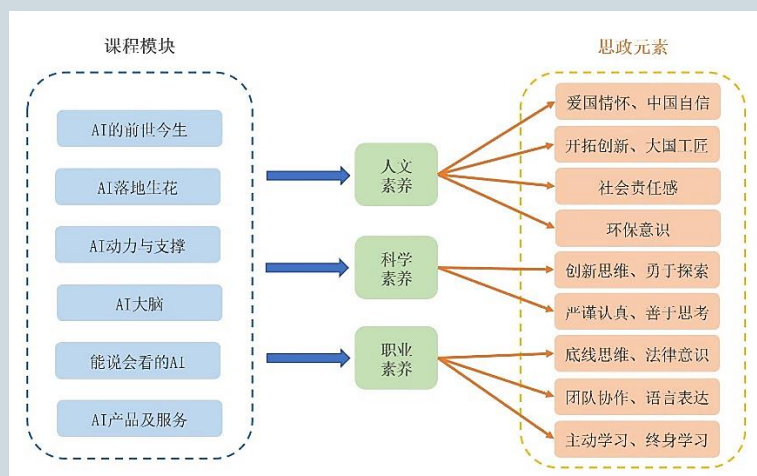 课程模块
AI的前世今生
AI落地生花
AI动力与支撑
AI大脑
能说会看的AI
AI产品及服务
人文
素养
科学
素养
职业
素养
思政元素
爱国情怀、中国自信
开拓创新、大国工匠
社会责任感
环保意识
创新思维、勇于探索
严谨认真、善于思考
底线思维、法律意识
团队协作、语言表达
主动学习、终身学习